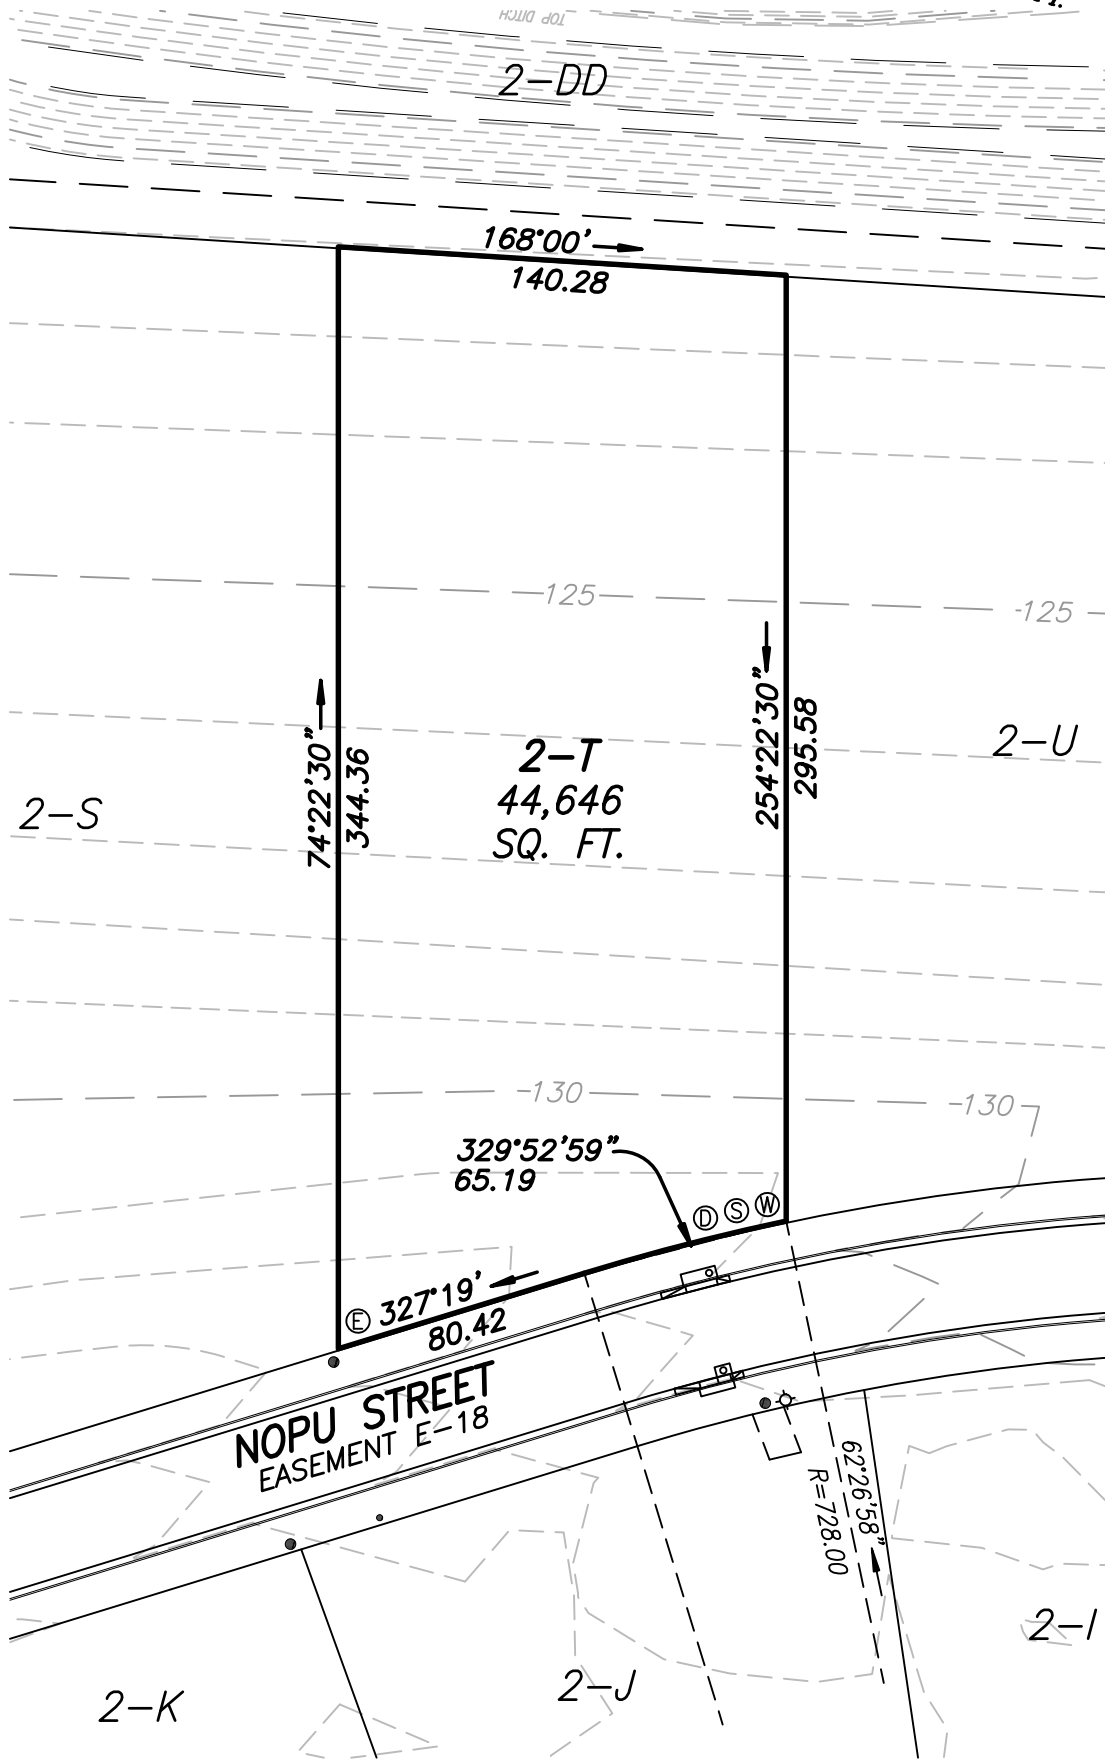 TOP DITCH
2-DD
168°00'
140.28
125
-125
74°22'30"
344.36
254°22'30"
295.58
2-T
44,646
SQ. FT.
2-U
2-S
-130
-130
329°52'59"
65.19
D S W
E 327°19'
80.42
NOPU STREET
EASEMENT E-18
62°26'58"
R=728.00
2-I
2-J
2-K